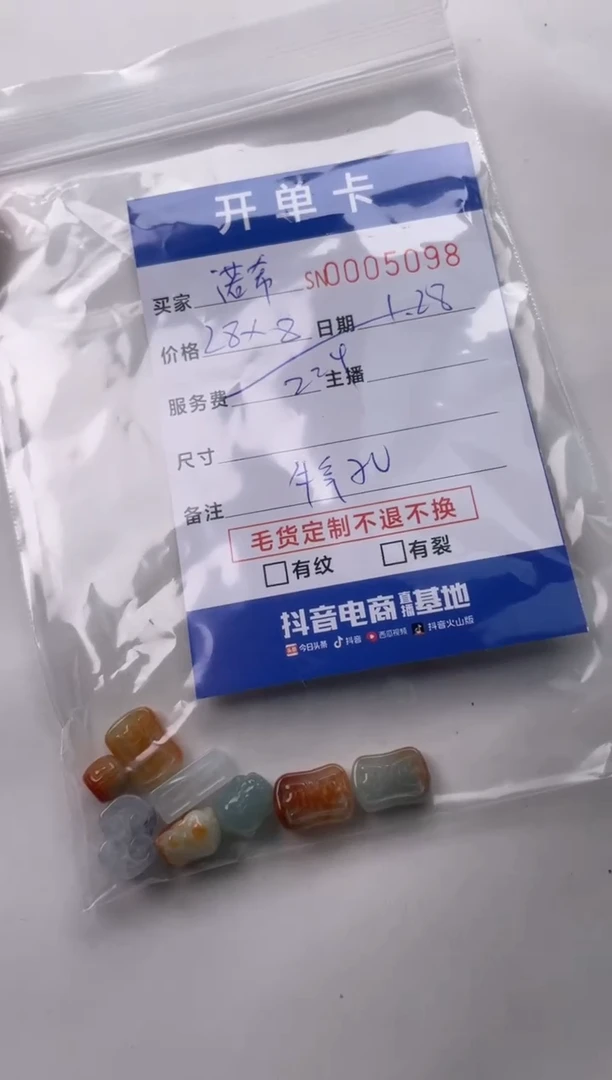 开单卡
买家 诺希 SN0005098
价格 28×8 日期 1.28
服务费 224 主播
尺寸
备注
毛货定制不退不换
□有纹 □有裂
抖音电商直播基地
头条 今日头条 抖音 西瓜视频 抖音火山版